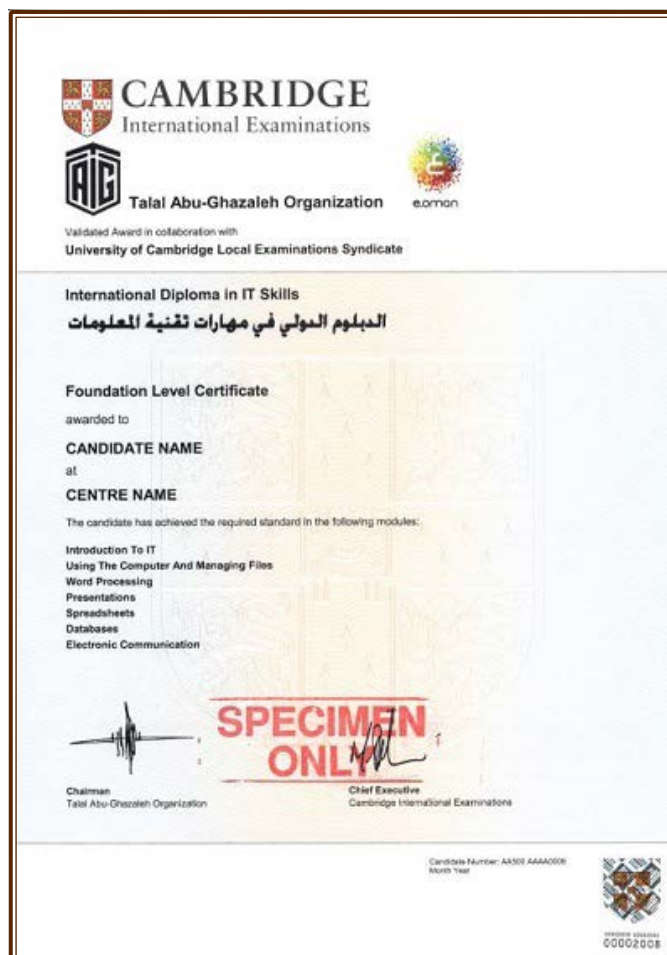 CAMBRIDGE
International Examinations
TAG
Talal Abu-Ghazaleh Organization
e.oman
Validated Award in collaboration with
University of Cambridge Local Examinations Syndicate
International Diploma in IT Skills
الدبلوم الدولي في مهارات تقنية المعلومات
Foundation Level Certificate
awarded to
CANDIDATE NAME
at
CENTRE NAME
The candidate has achieved the required standard in the following modules:
Introduction To IT
Using The Computer And Managing Files
Word Processing
Presentations
Spreadsheets
Databases
Electronic Communication
SPECIMEN
ONLY
Chairman
Talal Abu-Ghazaleh Organization
Chief Executive
Cambridge International Examinations
Candidate Number: AA500 AAAA0006
Month Year
00002008